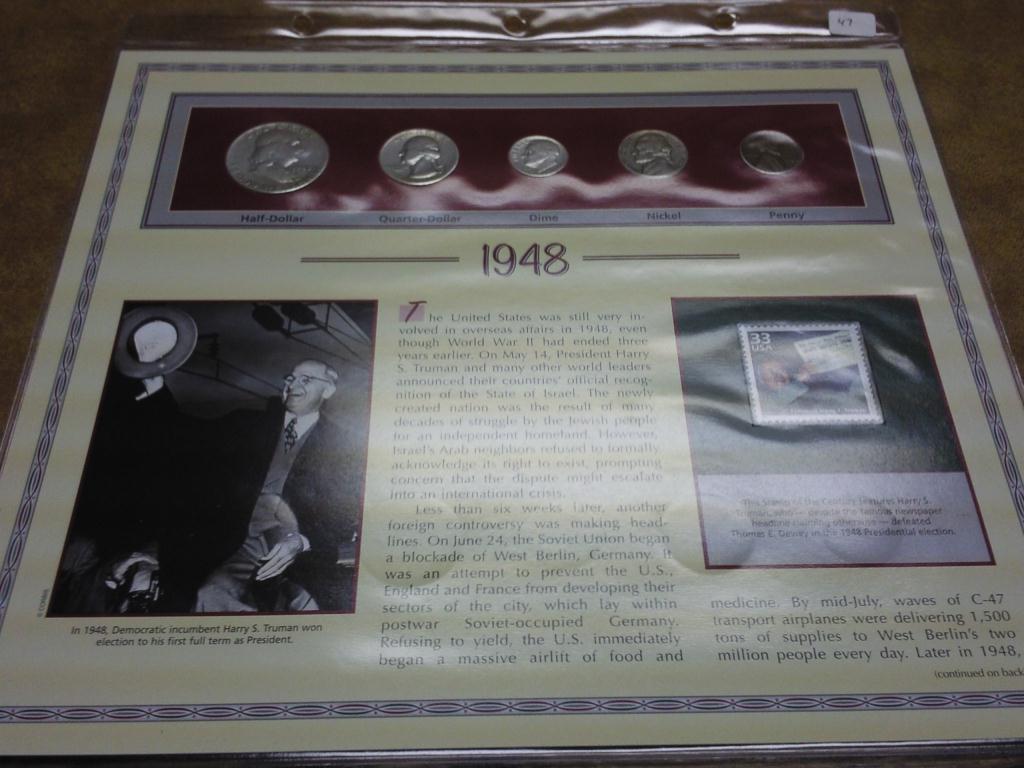 47
Half-Dollar Quarter-Dollar Dime Nickel Penny
1948
The United States was still very in-
volved in overseas affairs in 1948, even
though World War II had ended three
years earlier. On May 14, President Harry
S. Truman and many other world leaders
announced their countries' official recog-
nition of the State of Israel. The newly
created nation was the result of many
decades of struggle by the Jewish people
for an independent homeland. However,
Israel's Arab neighbors refused to formally
acknowledge its right to exist, prompting
concern that the dispute might escalate
into an international crisis.
Less than six weeks later, another
foreign controversy was making head-
lines. On June 24, the Soviet Union began
a blockade of West Berlin, Germany. It
was an attempt to prevent the U.S.,
England and France from developing their
sectors of the city, which lay within
postwar Soviet-occupied Germany.
Refusing to yield, the U.S. immediately
began a massive airlift of food and
In 1948, Democratic incumbent Harry S. Truman won
election to his first full term as President.
33
USA
This Stamp of the Century features Harry S.
Truman, who — despite the famous newspaper
headline claiming otherwise — defeated
Thomas E. Dewey in the 1948 Presidential election.
medicine. By mid-July, waves of C-47
transport airplanes were delivering 1,500
tons of supplies to West Berlin's two
million people every day. Later in 1948,
(continued on back